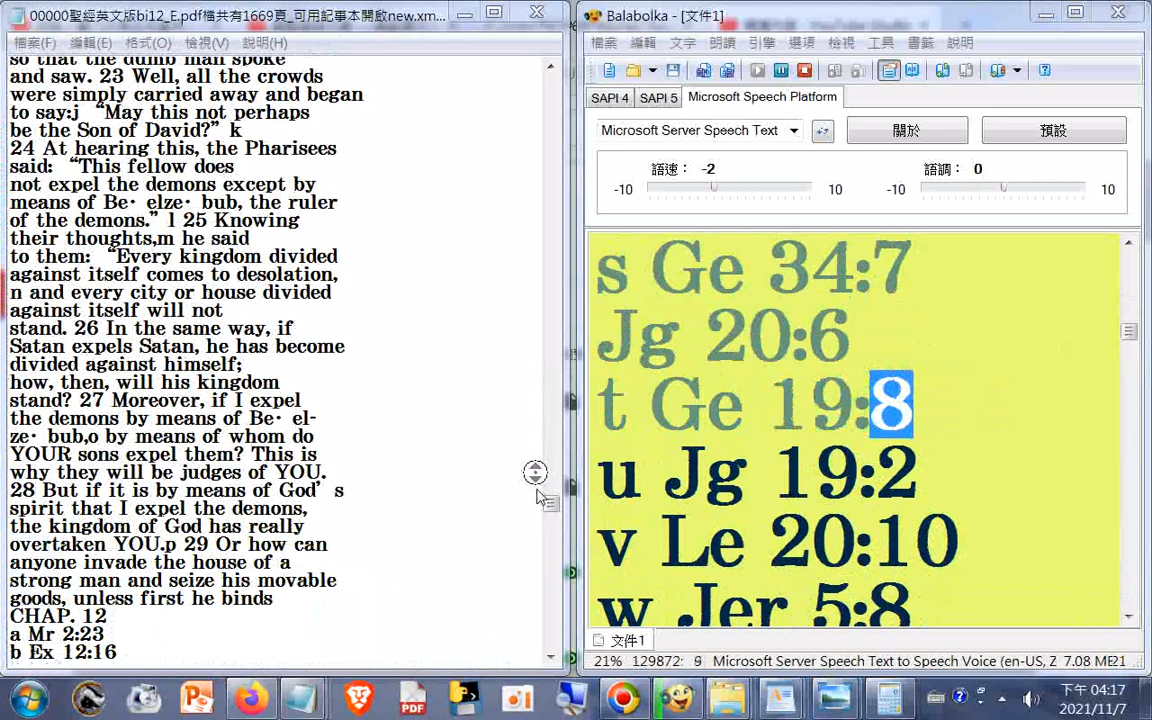 00000聖經英文版bi12_E.pdf檔共有1669頁_可用記事本開啟new.xm...
檔案(F) 編輯(E) 格式(O) 檢視(V) 說明(H)
so that the dumb man spoke
and saw. 23 Well, all the crowds
were simply carried away and began
to say:j “May this not perhaps
be the Son of David?” k
24 At hearing this, the Pharisees
said: “This fellow does
not expel the demons except by
means of Be· elze· bub, the ruler
of the demons.” l 25 Knowing
their thoughts,m he said
to them: “Every kingdom divided
against itself comes to desolation,
n and every city or house divided
against itself will not
stand. 26 In the same way, if
Satan expels Satan, he has become
divided against himself;
how, then, will his kingdom
stand? 27 Moreover, if I expel
the demons by means of Be· el-
ze· bub,o by means of whom do
YOUR sons expel them? This is
why they will be judges of YOU.
28 But if it is by means of God’ s
spirit that I expel the demons,
the kingdom of God has really
overtaken YOU.p 29 Or how can
anyone invade the house of a
strong man and seize his movable
goods, unless first he binds
CHAP. 12
a Mr 2:23
b Ex 12:16
Balabolka - [文件1]
檔案 編輯 文字 朗讀 引擎 選項 檢視 工具 書籤 說明
SAPI 4 SAPI 5 Microsoft Speech Platform
Microsoft Server Speech Text 關於 預設
語速： -2 語調： 0
-10 10 -10 10
s Ge 34:7
Jg 20:6
t Ge 19:8
u Jg 19:2
v Le 20:10
w Jer 5:8
文件1
21% 129872: 9 Microsoft Server Speech Text to Speech Voice (en-US, Z 7.08 ME21
PDF
下午 04:17
2021/11/7